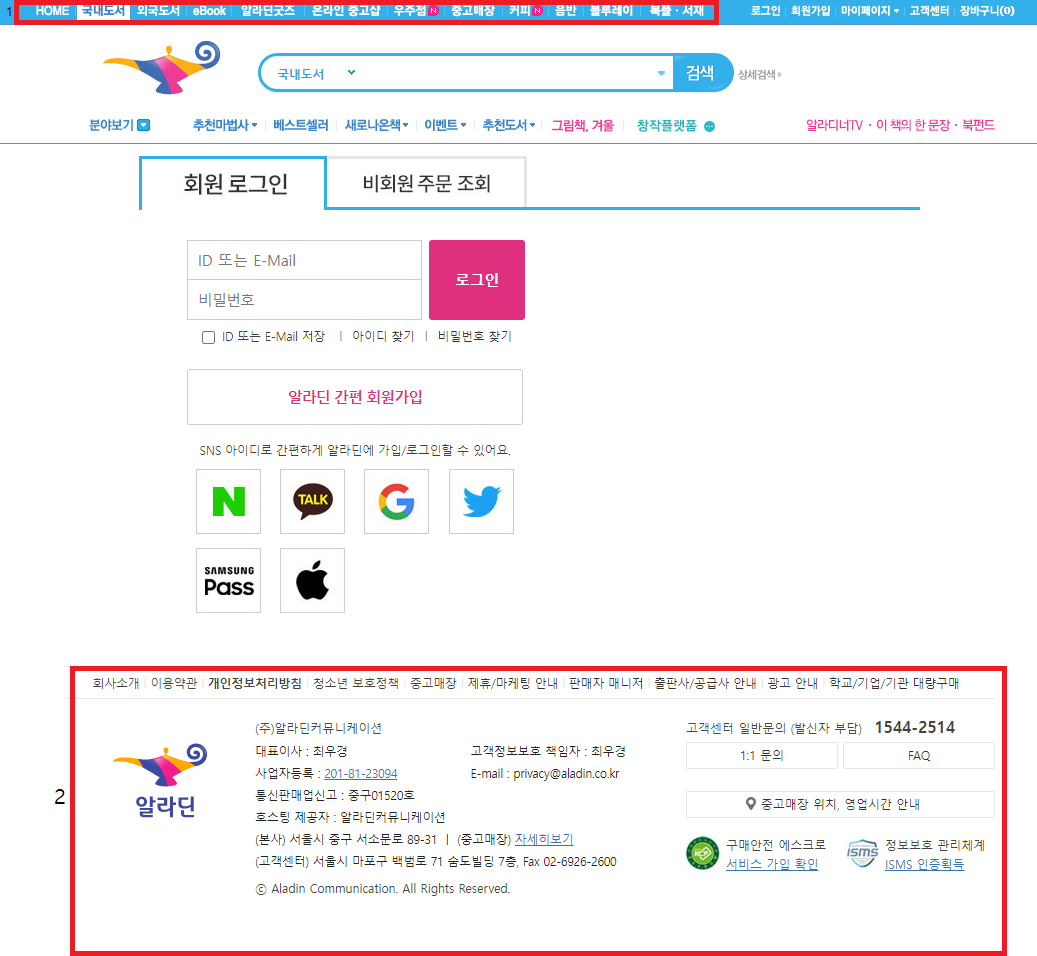 1 HOME 국내도서 외국도서 eBook 알라딘굿즈 온라인 중고샵 우주점 N 중고매장 커피 N 음반 블루레이 북플·서재 로그인 회원가입 마이페이지 고객센터 장바구니(0)
국내도서 검색 상세검색
분야보기 추천마법사 베스트셀러 새로나온책 이벤트 추천도서 그림책, 겨울 창작플랫폼 알라디너TV · 이 책의 한 문장 · 북펀드
회원 로그인 비회원 주문 조회
ID 또는 E-Mail
로그인
비밀번호
ID 또는 E-Mail 저장 | 아이디 찾기 | 비밀번호 찾기
알라딘 간편 회원가입
SNS 아이디로 간편하게 알라딘에 가입/로그인할 수 있어요.
N TALK G
SAMSUNG
Pass
회사소개 이용약관 개인정보처리방침 청소년 보호정책 중고매장 제휴/마케팅 안내 판매자 매니저 출판사/공급사 안내 광고 안내 학교/기업/기관 대량구매
2
알라딘
(주)알라딘커뮤니케이션
대표이사 : 최우경 고객정보보호 책임자 : 최우경
사업자등록 : 201-81-23094 E-mail : privacy@aladin.co.kr
통신판매업신고 : 중구01520호
호스팅 제공자 : 알라딘커뮤니케이션
(본사) 서울시 중구 서소문로 89-31 | (중고매장) 자세히보기
(고객센터) 서울시 마포구 백범로 71 숨도빌딩 7층, Fax 02-6926-2600
ⓒ Aladin Communication. All Rights Reserved.
고객센터 일반문의 (발신자 부담) 1544-2514
1:1 문의 FAQ
중고매장 위치, 영업시간 안내
KCP 구매안전 에스크로
서비스 가입 확인
ISMS 정보보호 관리체계
ISMS 인증획득